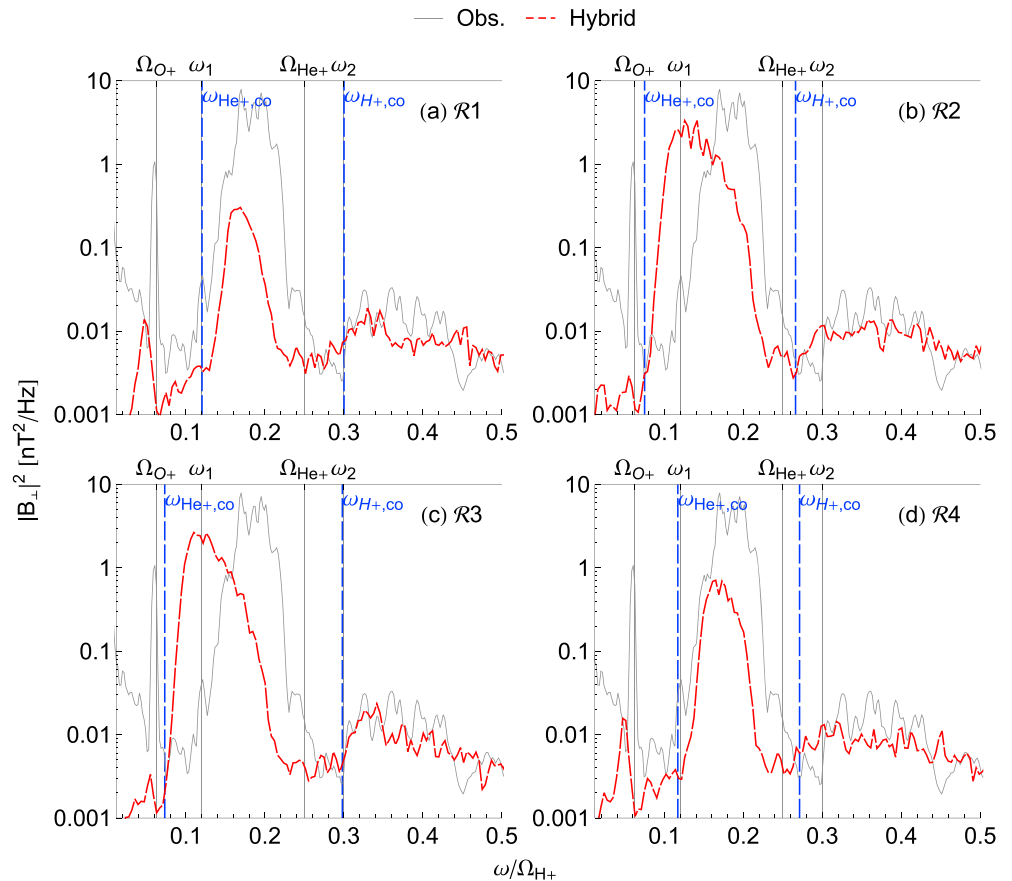 Obs. Hybrid
Ω_O+ ω_1 Ω_He+ ω_2 Ω_O+ ω_1 Ω_He+ ω_2
10 ω_He+,co ω_H+,co (a) ℛ1 10 ω_He+,co ω_H+,co (b) ℛ2
1 1
0.1 0.1
0.01 0.01
0.001 0.001
0.1 0.2 0.3 0.4 0.5 0.1 0.2 0.3 0.4 0.5
|B_⊥|^2 [nT^2/Hz]
Ω_O+ ω_1 Ω_He+ ω_2 Ω_O+ ω_1 Ω_He+ ω_2
10 ω_He+,co ω_H+,co (c) ℛ3 10 ω_He+,co ω_H+,co (d) ℛ4
1 1
0.1 0.1
0.01 0.01
0.001 0.001
0.1 0.2 0.3 0.4 0.5 0.1 0.2 0.3 0.4 0.5
ω/Ω_H+